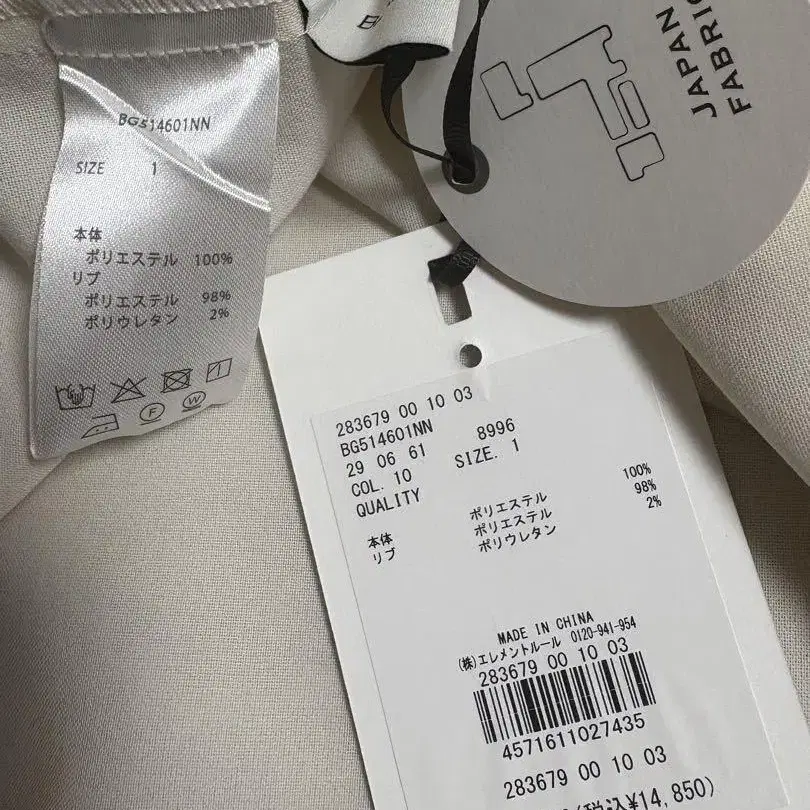 BG514601NN
SIZE 1
本体
ポリエステル 100%
リブ
ポリエステル 98%
ポリウレタン 2%
F
W
JAPAN
FABRIC
283679 00 10 03
BG514601NN
29 06 61 8996
COL. 10 SIZE. 1
QUALITY
本体 ポリエステル 100%
リブ ポリエステル 98%
ポリウレタン 2%
MADE IN CHINA
(株)エレメントルール 0120-941-954
283679 00 10 03
4571611027435
283679 00 10 03
(税込¥14,850)